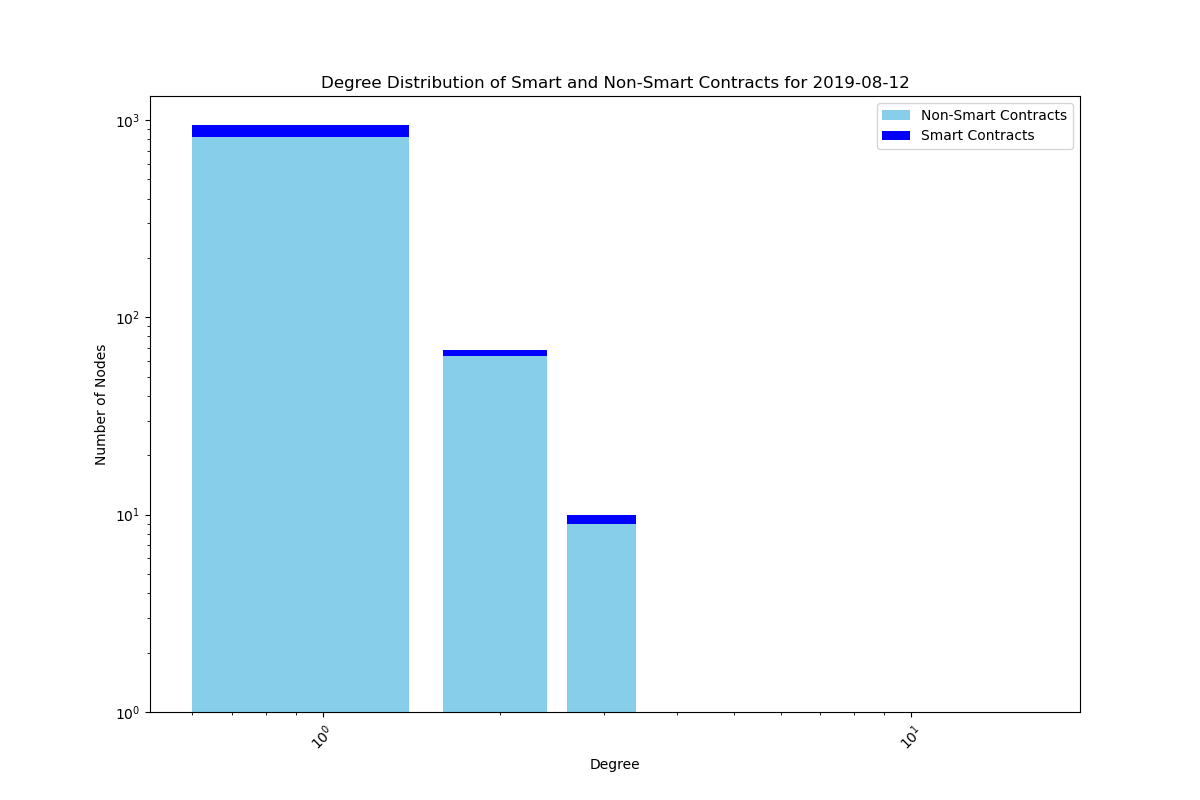 Degree Distribution of Smart and Non-Smart Contracts for 2019-08-12
Non-Smart Contracts
Smart Contracts
Number of Nodes
10³
10²
10¹
10⁰
10⁰
10¹
Degree